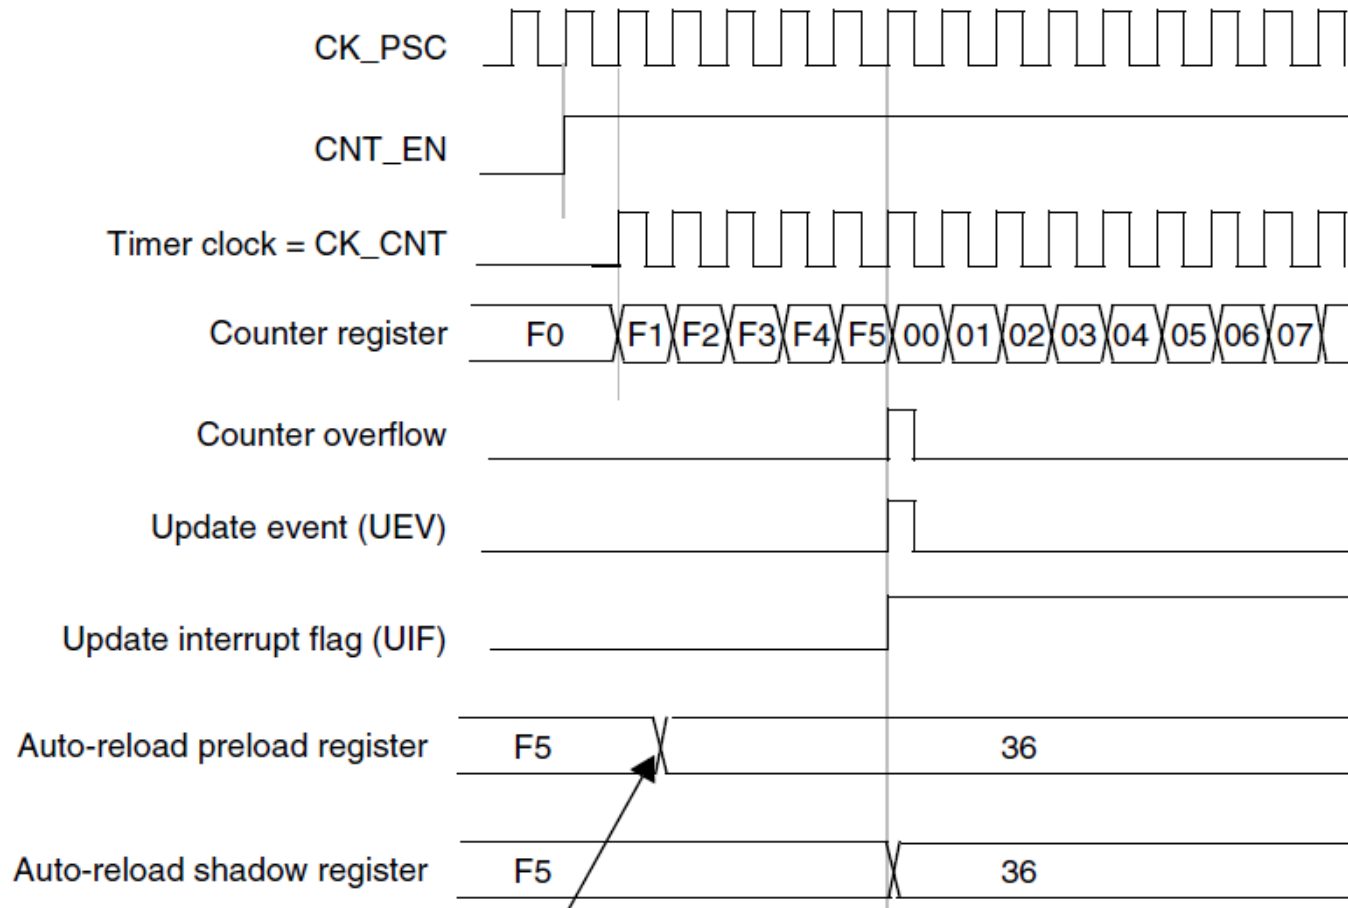 CK_PSC
CNT_EN
Timer clock = CK_CNT
Counter register F0 F1 F2 F3 F4 F5 00 01 02 03 04 05 06 07
Counter overflow
Update event (UEV)
Update interrupt flag (UIF)
Auto-reload preload register F5 36
Auto-reload shadow register F5 36